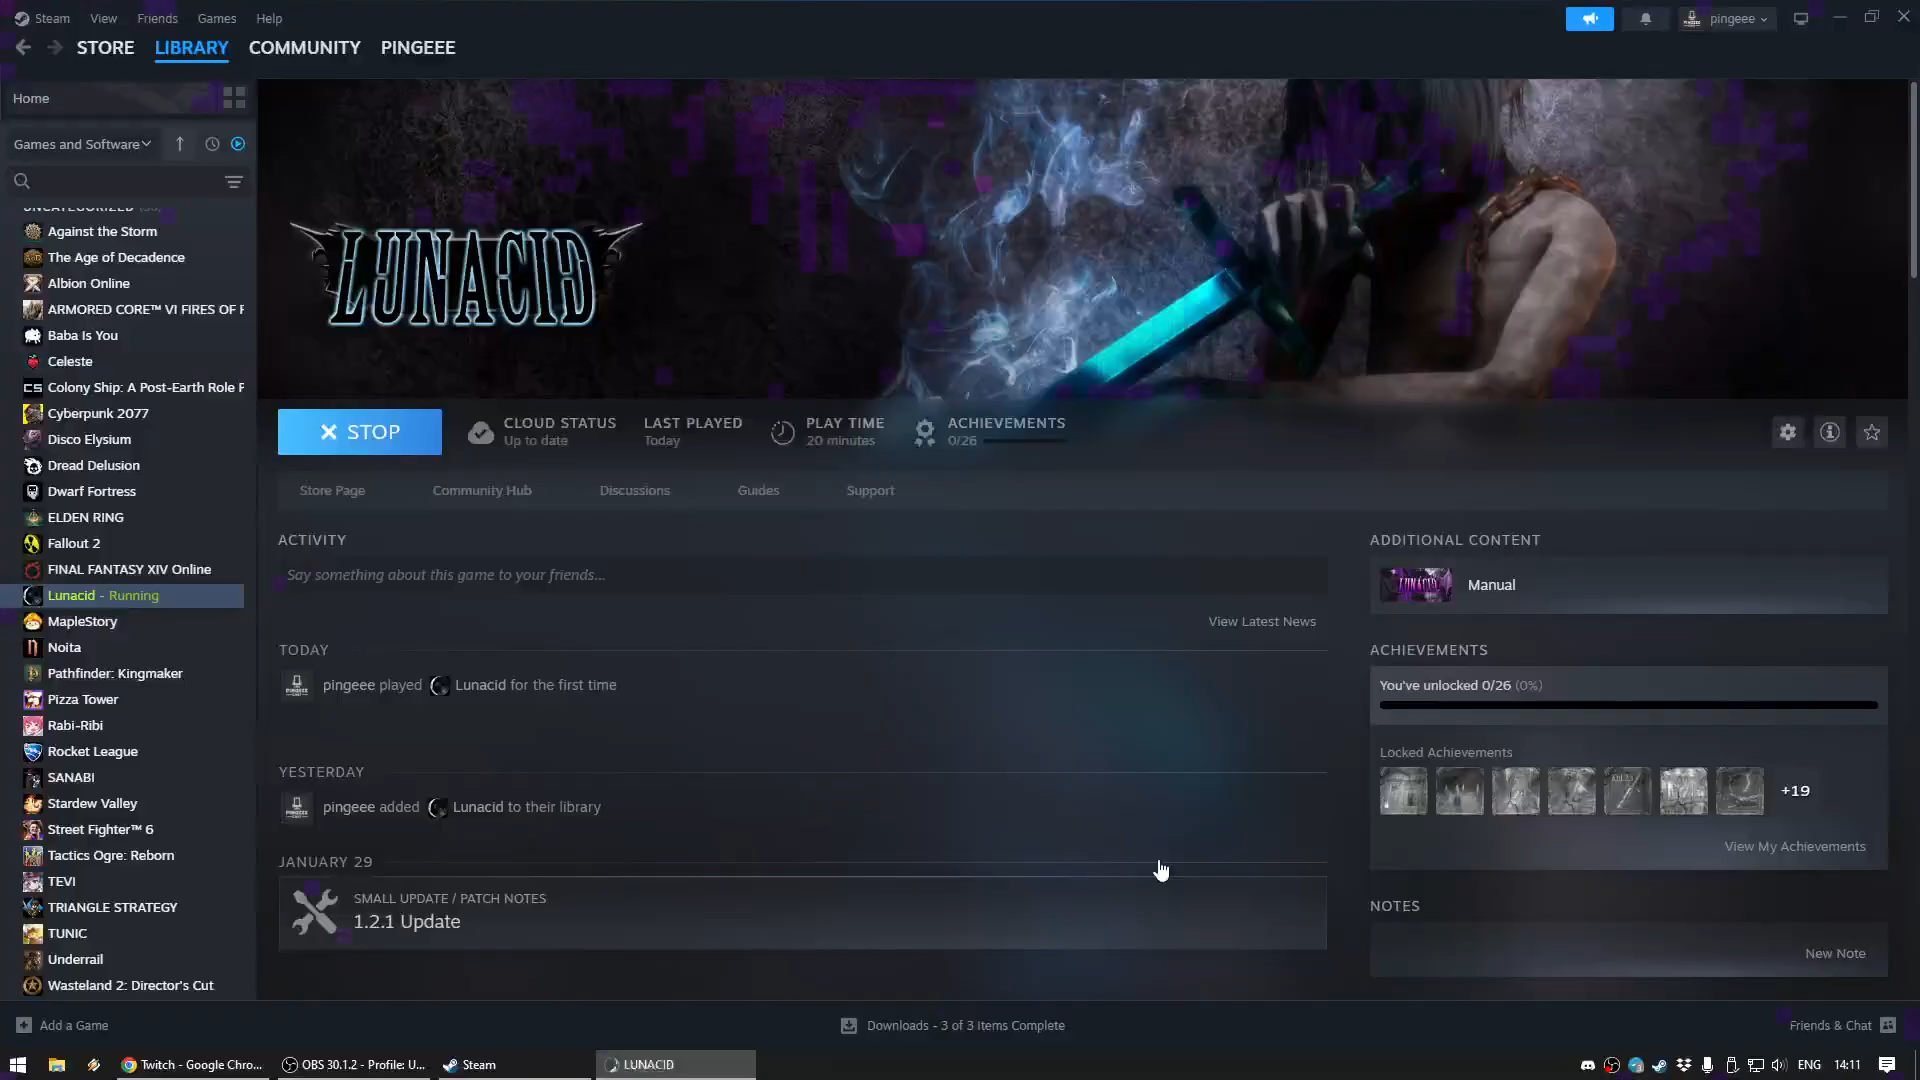 Steam View Friends Games Help
pingeee
STORE LIBRARY COMMUNITY PINGEEE
Home
Games and Software
UNCATEGORIZED
Against the Storm
The Age of Decadence
Albion Online
ARMORED CORE™ VI FIRES OF F
Baba Is You
Celeste
Colony Ship: A Post-Earth Role F
Cyberpunk 2077
Disco Elysium
Dread Delusion
Dwarf Fortress
ELDEN RING
Fallout 2
FINAL FANTASY XIV Online
Lunacid - Running
MapleStory
Noita
Pathfinder: Kingmaker
Pizza Tower
Rabi-Ribi
Rocket League
SANABI
Stardew Valley
Street Fighter™ 6
Tactics Ogre: Reborn
TEVI
TRIANGLE STRATEGY
TUNIC
Underrail
Wasteland 2: Director's Cut
LUNACID
STOP
CLOUD STATUS
Up to date
LAST PLAYED
Today
PLAY TIME
20 minutes
ACHIEVEMENTS
0/26
Store Page Community Hub Discussions Guides Support
ACTIVITY
Say something about this game to your friends...
View Latest News
TODAY
pingeee played Lunacid for the first time
YESTERDAY
pingeee added Lunacid to their library
JANUARY 29
SMALL UPDATE / PATCH NOTES
1.2.1 Update
ADDITIONAL CONTENT
LUNACID
Manual
ACHIEVEMENTS
You've unlocked 0/26 (0%)
Locked Achievements
+19
View My Achievements
NOTES
New Note
Add a Game
Downloads - 3 of 3 Items Complete
Friends & Chat
Twitch - Google Chro...
OBS 30.1.2 - Profile: U...
Steam
LUNACID
ENG
14:11